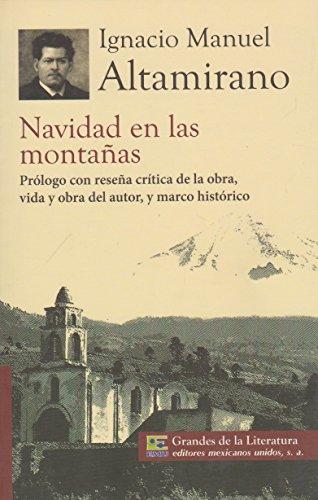 Ignacio Manuel
Altamirano
Navidad en las
montañas
Prólogo con reseña crítica de la obra,
vida y obra del autor, y marco histórico
EMU
Grandes de la Literatura
editores mexicanos unidos, s. a.